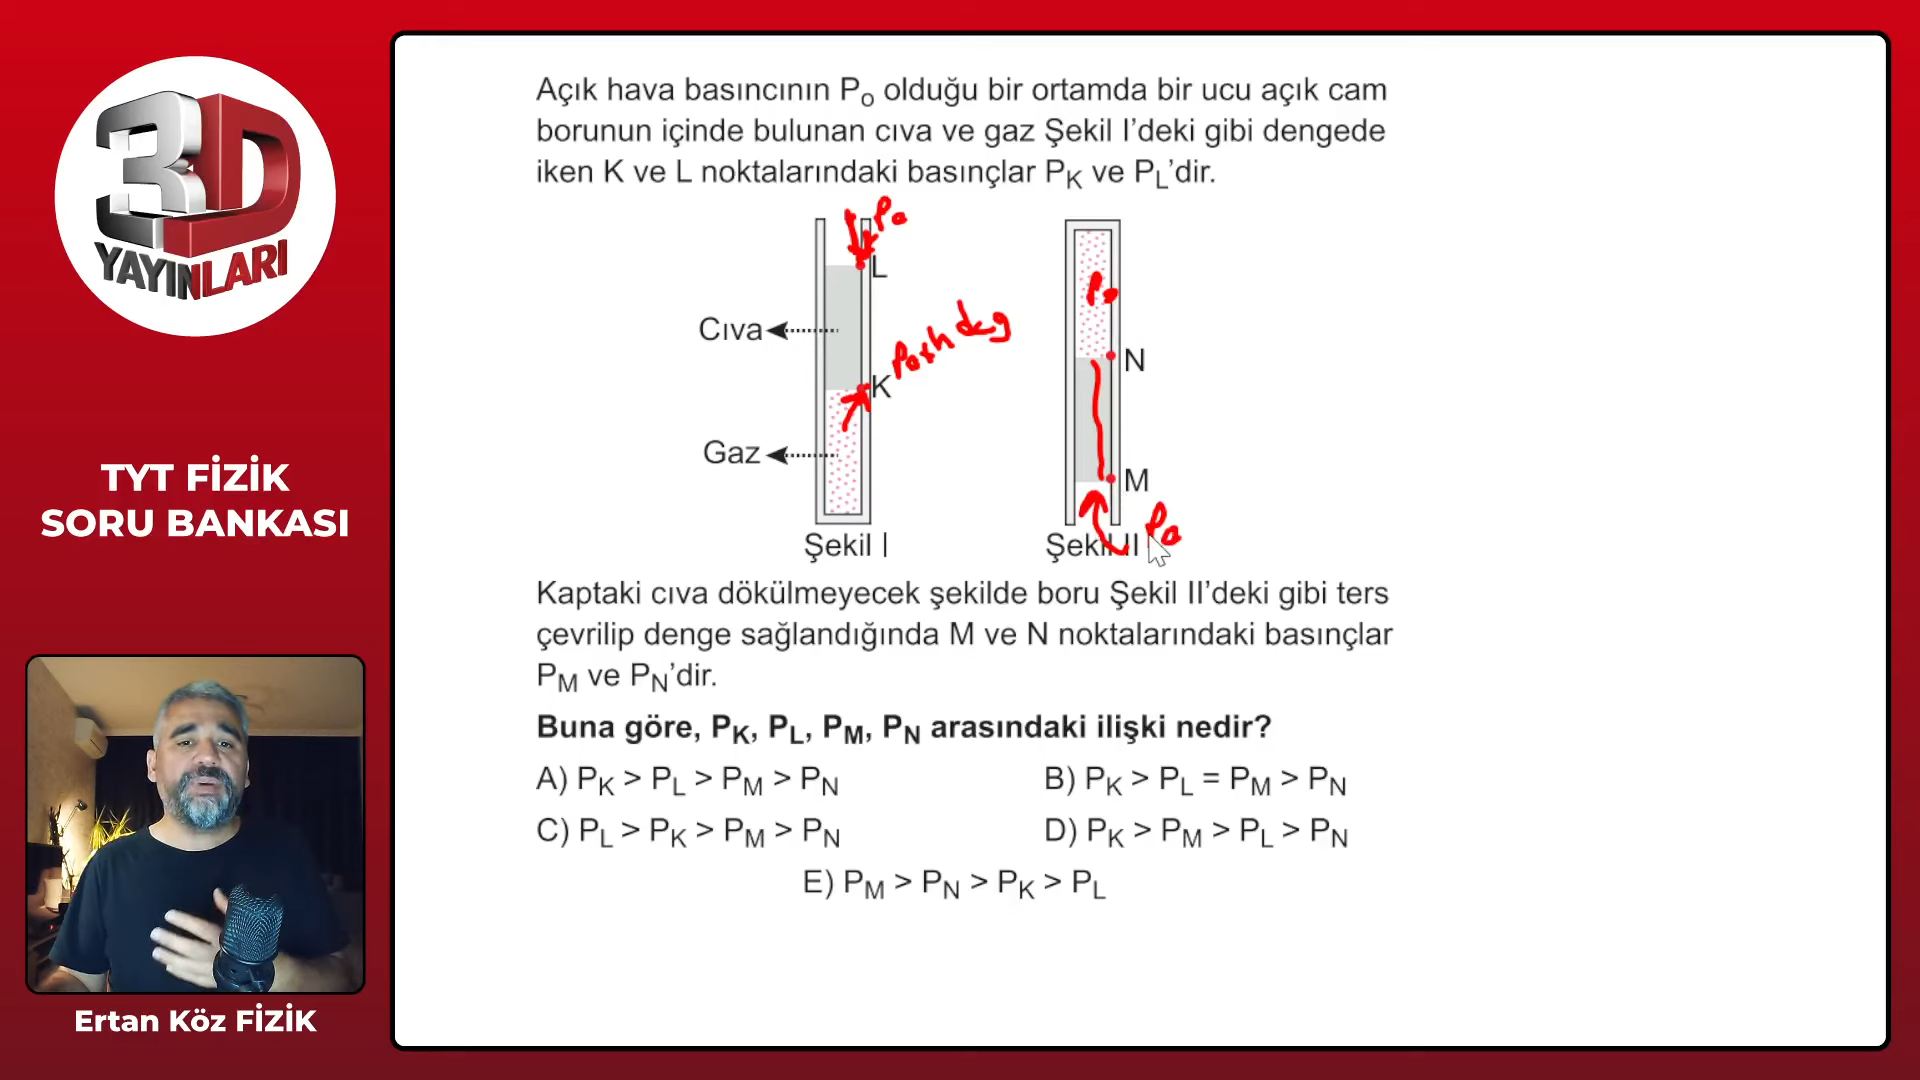 3D
YAYINLARI
TYT FİZİK
SORU BANKASI
Ertan Köz FİZİK
Açık hava basıncının Po olduğu bir ortamda bir ucu açık cam
borunun içinde bulunan cıva ve gaz Şekil I’deki gibi dengede
iken K ve L noktalarındaki basınçlar PK ve PL’dir.
Po
L
Cıva
K
Po+h dcg
Gaz
Şekil I
Po
N
M
Po
Şekil II
Kaptaki cıva dökülmeyecek şekilde boru Şekil II’deki gibi ters
çevrilip denge sağlandığında M ve N noktalarındaki basınçlar
PM ve PN’dir.
Buna göre, PK, PL, PM, PN arasındaki ilişki nedir?
A) PK > PL > PM > PN
B) PK > PL = PM > PN
C) PL > PK > PM > PN
D) PK > PM > PL > PN
E) PM > PN > PK > PL